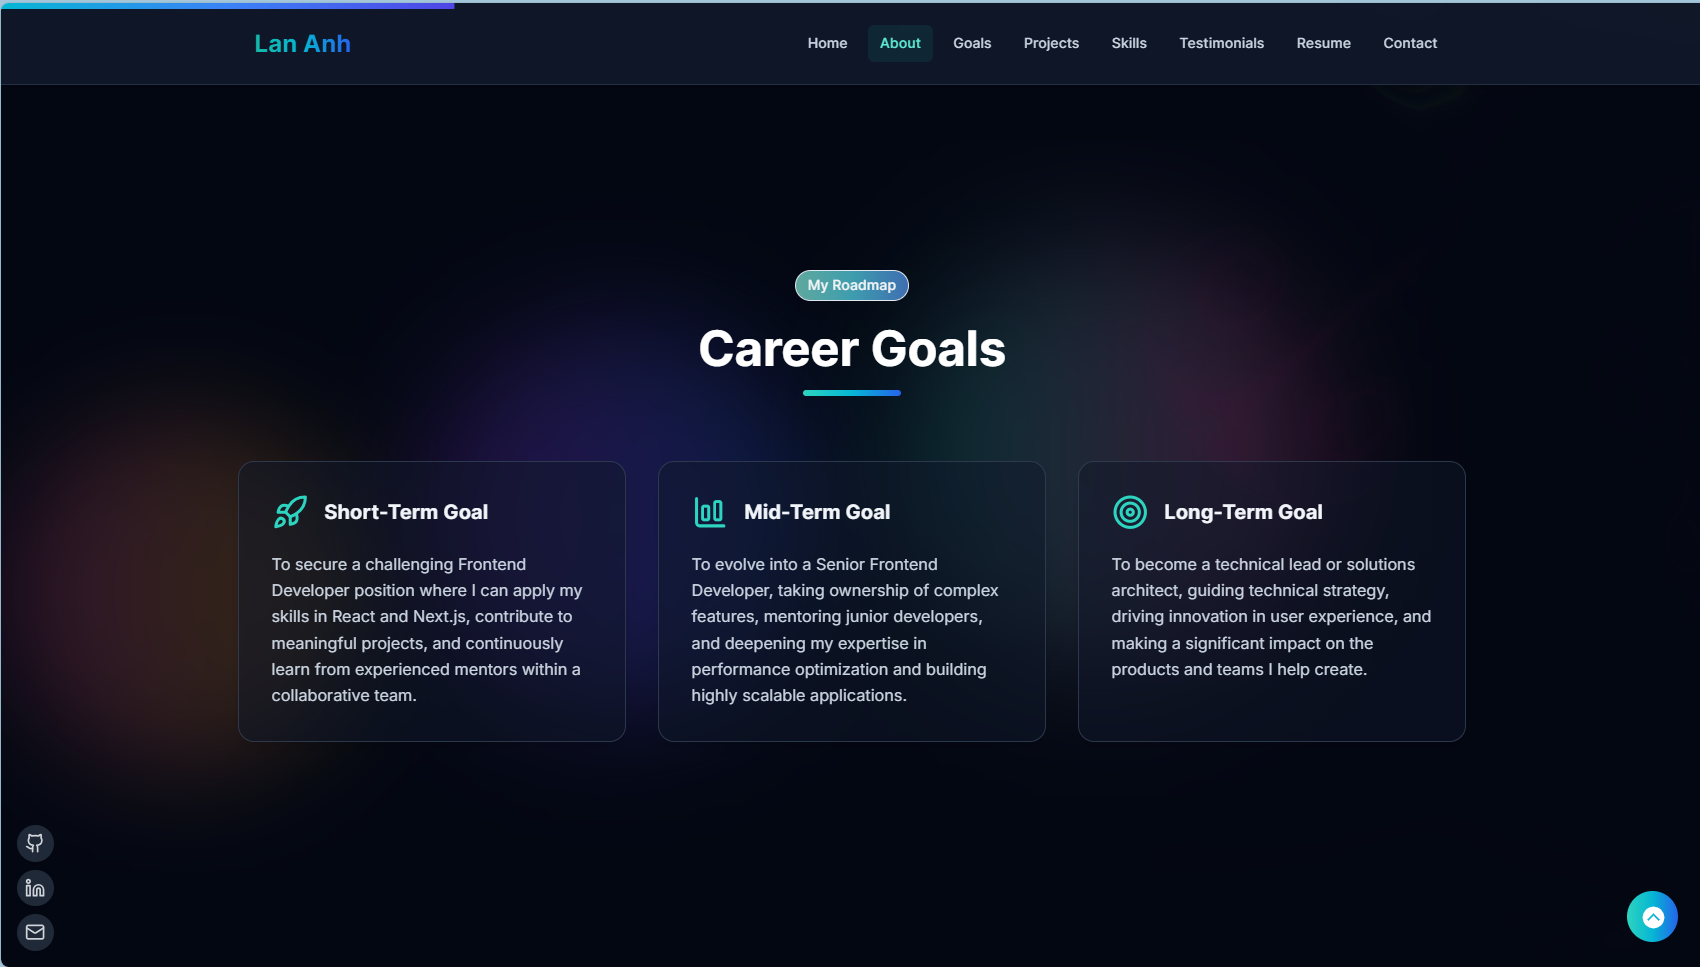 Lan Anh
Home
About
Goals
Projects
Skills
Testimonials
Resume
Contact
My Roadmap
Career Goals
Short-Term Goal
To secure a challenging Frontend
Developer position where I can apply my
skills in React and Next.js, contribute to
meaningful projects, and continuously
learn from experienced mentors within a
collaborative team.
Mid-Term Goal
To evolve into a Senior Frontend
Developer, taking ownership of complex
features, mentoring junior developers,
and deepening my expertise in
performance optimization and building
highly scalable applications.
Long-Term Goal
To become a technical lead or solutions
architect, guiding technical strategy,
driving innovation in user experience, and
making a significant impact on the
products and teams I help create.